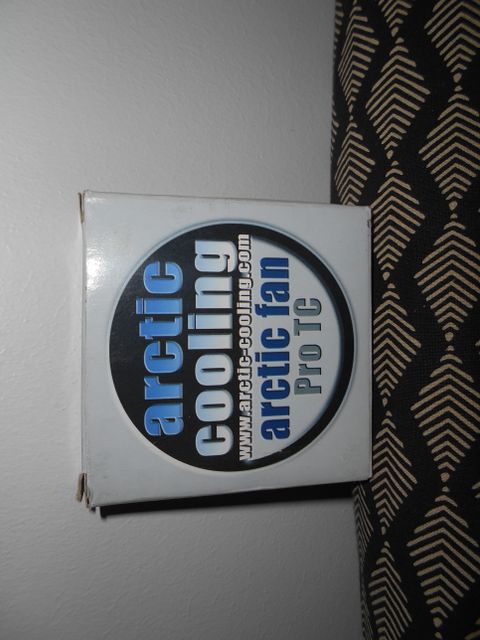 arctic
cooling
www.arctic-cooling.com
arctic fan
Pro TC